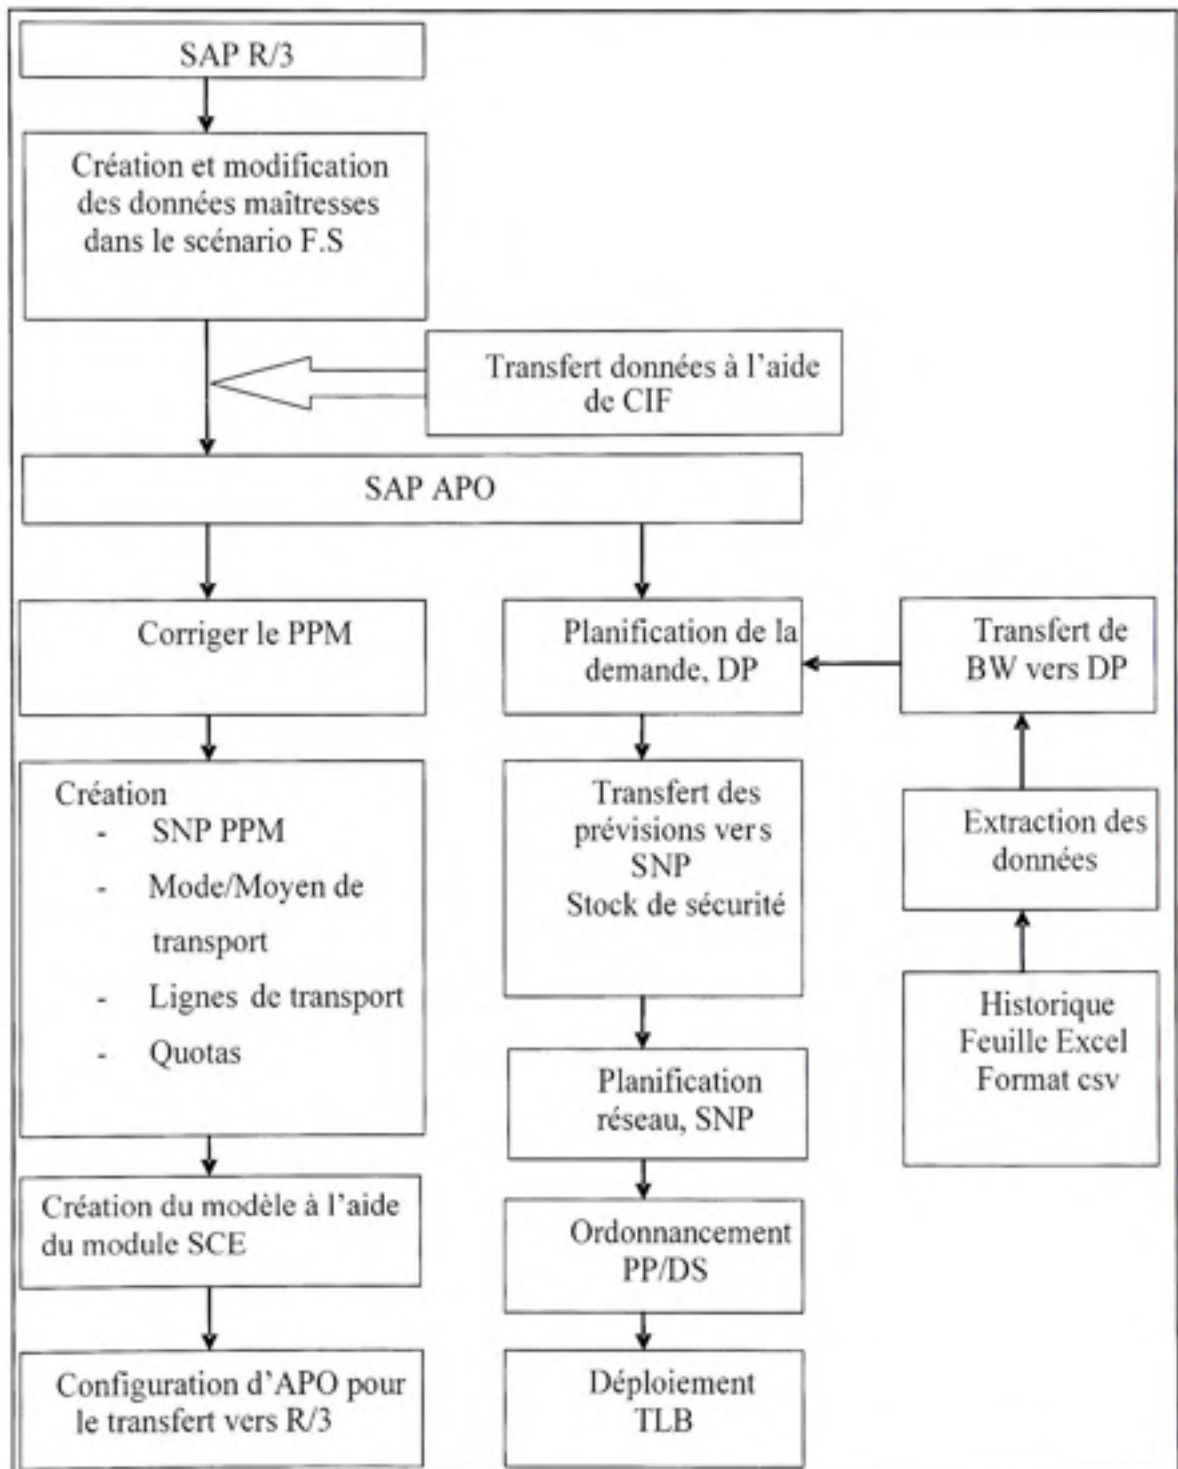 SAP R/3
Création et modification
des données maîtresses
dans le scénario F.S
Transfert données à l'aide
de CIF
SAP APO
Corriger le PPM
Création
- SNP PPM
- Mode/Moyen de
transport
- Lignes de transport
- Quotas
Création du modèle à l'aide
du module SCE
Configuration d'APO pour
le transfert vers R/3
Planification de la
demande, DP
Transfert des
prévisions vers
SNP
Stock de sécurité
Planification
réseau, SNP
Ordonnancement
PP/DS
Déploiement
TLB
Transfert de
BW vers DP
Extraction des
données
Historique
Feuille Excel
Format csv